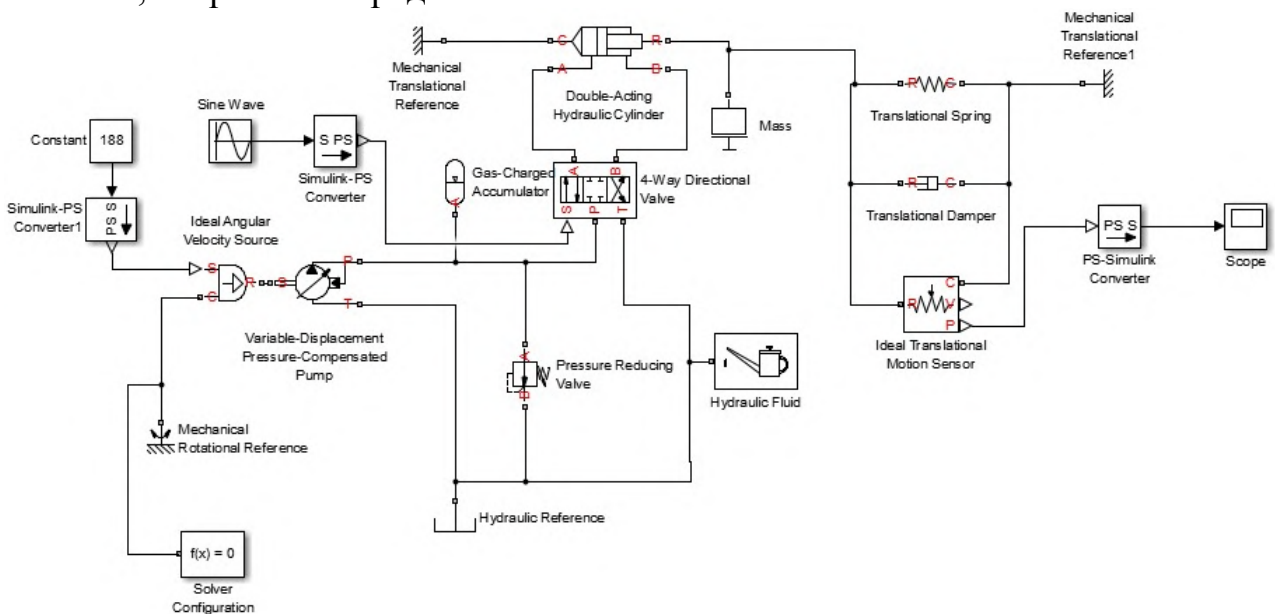 Mechanical
Translational
Reference1
C
R
A
B
Mechanical
Translational
Reference
Double-Acting
Hydraulic Cylinder
Mass
R
C
Translational Spring
Sine Wave
Constant
188
S PS
Simulink-PS
Converter
Gas-Charged
Accumulator
A
A
B
S
P
T
4-Way Directional
Valve
R
C
Translational Damper
Simulink-PS
Converter1
PS S
Ideal Angular
Velocity Source
S
C
R
S
P
T
PS S
PS-Simulink
Converter
Scope
C
R
V
P
Ideal Translational
Motion Sensor
Variable-Displacement
Pressure-Compensated
Pump
A
B
Pressure Reducing
Valve
Hydraulic Fluid
Mechanical
Rotational Reference
Hydraulic Reference
f(x) = 0
Solver
Configuration